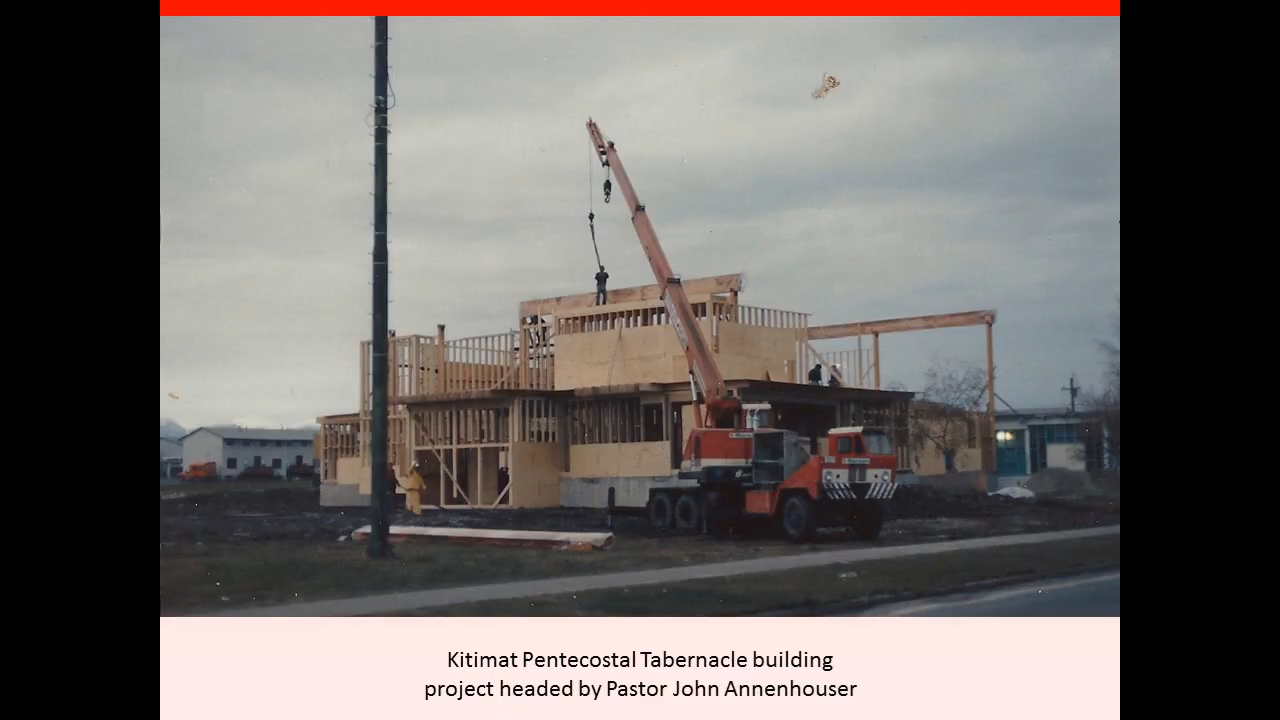 Kitimat Pentecostal Tabernacle building
project headed by Pastor John Annenhouser